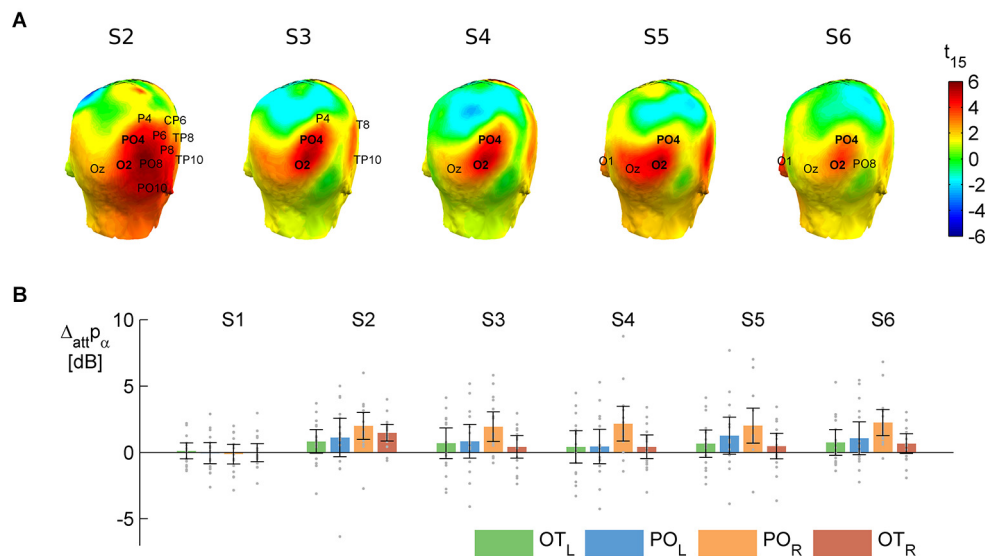 A
S2 S3 S4 S5 S6
t15
P4 CP6 PO4 P6 TP8 P8 Oz O2 PO8 TP10 PO10
P4 T8 PO4 O2 TP10
PO4 Oz O2
PO4 O1 Oz O2
PO4 O1 Oz O2 PO8
6
4
2
0
-2
-4
-6
B
S1 S2 S3 S4 S5 S6
Δattpα
[dB]
10
5
0
-5
OTL POL POR OTR